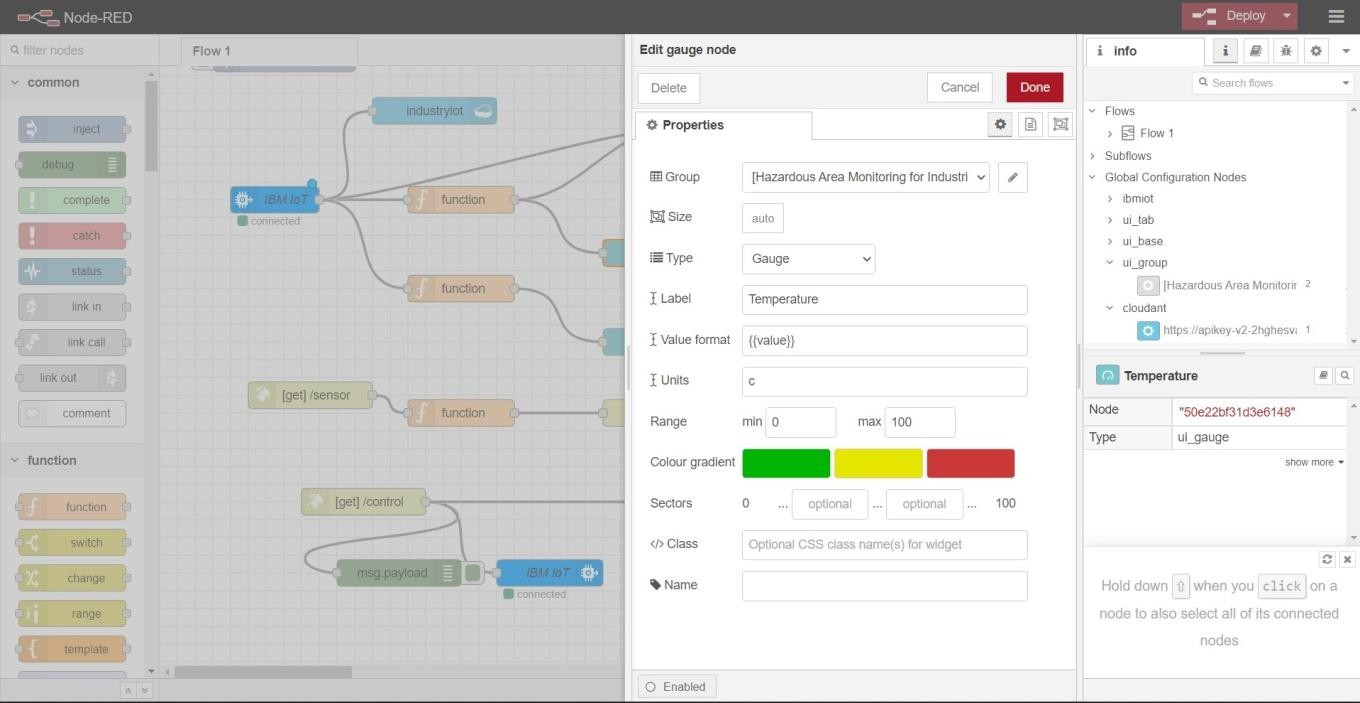 Node-RED
Deploy
filter nodes
Flow 1
common
inject
debug
complete
catch
status
link in
link call
link out
comment
function
function
switch
change
range
template
industryiot
IBM IoT
connected
function
function
[get] /sensor
function
[get] /control
msg.payload
IBM IoT
connected
Edit gauge node
Delete
Cancel
Done
Properties
Group
[Hazardous Area Monitoring for Industri
Size
auto
Type
Gauge
Label
Temperature
Value format
{{value}}
Units
c
Range
min 0
max 100
Colour gradient
Sectors
0 ... optional ... optional ... 100
</> Class
Optional CSS class name(s) for widget
Name
Enabled
i info
i
Search flows
Flows
Flow 1
Subflows
Global Configuration Nodes
ibmiot
ui_tab
ui_base
ui_group
[Hazardous Area Monitorir 2
cloudant
https://apikey-v2-2hghesva 1
Temperature
Node "50e22bf31d3e6148"
Type ui_gauge
show more
Hold down ⇧ when you click on a
node to also select all of its connected
nodes